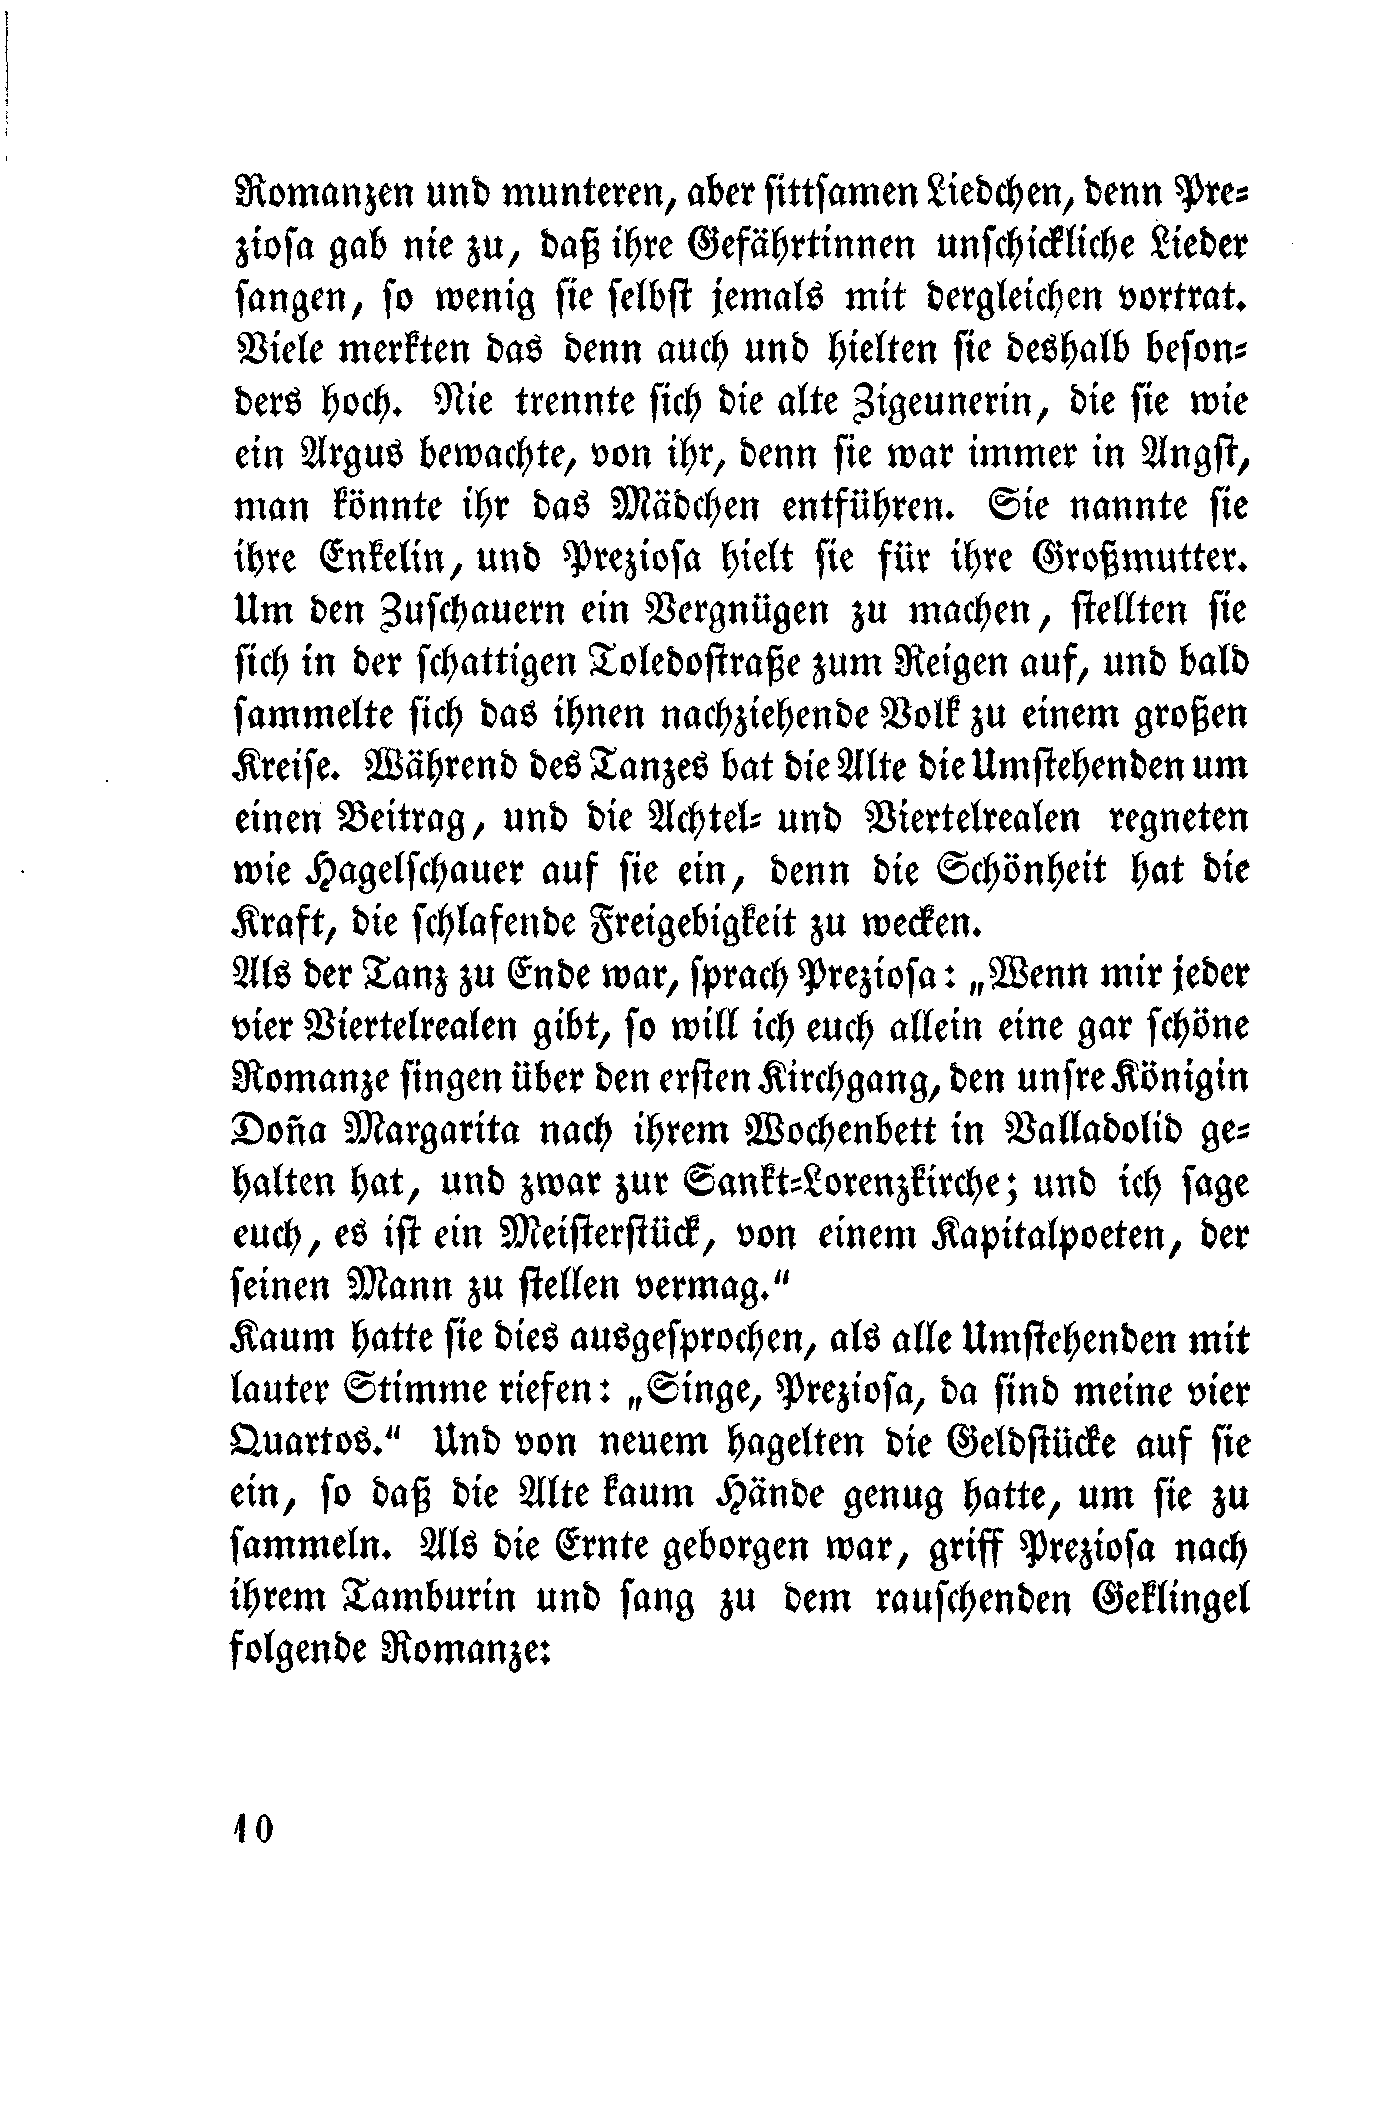 Romanzen und munteren, aber sittsamen Liedchen, denn Pre-
ziosa gab nie zu, daß ihre Gefährtinnen unschickliche Lieder
sangen, so wenig sie selbst jemals mit dergleichen vortrat.
Viele merkten das denn auch und hielten sie deshalb beson-
ders hoch. Nie trennte sich die alte Zigeunerin, die sie wie
ein Argus bewachte, von ihr, denn sie war immer in Angst,
man könnte ihr das Mädchen entführen. Sie nannte sie
ihre Enkelin, und Preziosa hielt sie für ihre Großmutter.
Um den Zuschauern ein Vergnügen zu machen, stellten sie
sich in der schattigen Toledostraße zum Reigen auf, und bald
sammelte sich das ihnen nachziehende Volk zu einem großen
Kreise. Während des Tanzes bat die Alte die Umstehenden um
einen Beitrag, und die Achtel- und Viertelrealen regneten
wie Hagelschauer auf sie ein, denn die Schönheit hat die
Kraft, die schlafende Freigebigkeit zu wecken.
Als der Tanz zu Ende war, sprach Preziosa: „Wenn mir jeder
vier Viertelrealen gibt, so will ich euch allein eine gar schöne
Romanze singen über den ersten Kirchgang, den unsre Königin
Doña Margarita nach ihrem Wochenbett in Valladolid ge-
halten hat, und zwar zur Sankt-Lorenzkirche; und ich sage
euch, es ist ein Meisterstück, von einem Kapitalpoeten, der
seinen Mann zu stellen vermag.“
Kaum hatte sie dies ausgesprochen, als alle Umstehenden mit
lauter Stimme riefen: „Singe, Preziosa, da sind meine vier
Quartos.“ Und von neuem hagelten die Geldstücke auf sie
ein, so daß die Alte kaum Hände genug hatte, um sie zu
sammeln. Als die Ernte geborgen war, griff Preziosa nach
ihrem Tamburin und sang zu dem rauschenden Geklingel
folgende Romanze:
10